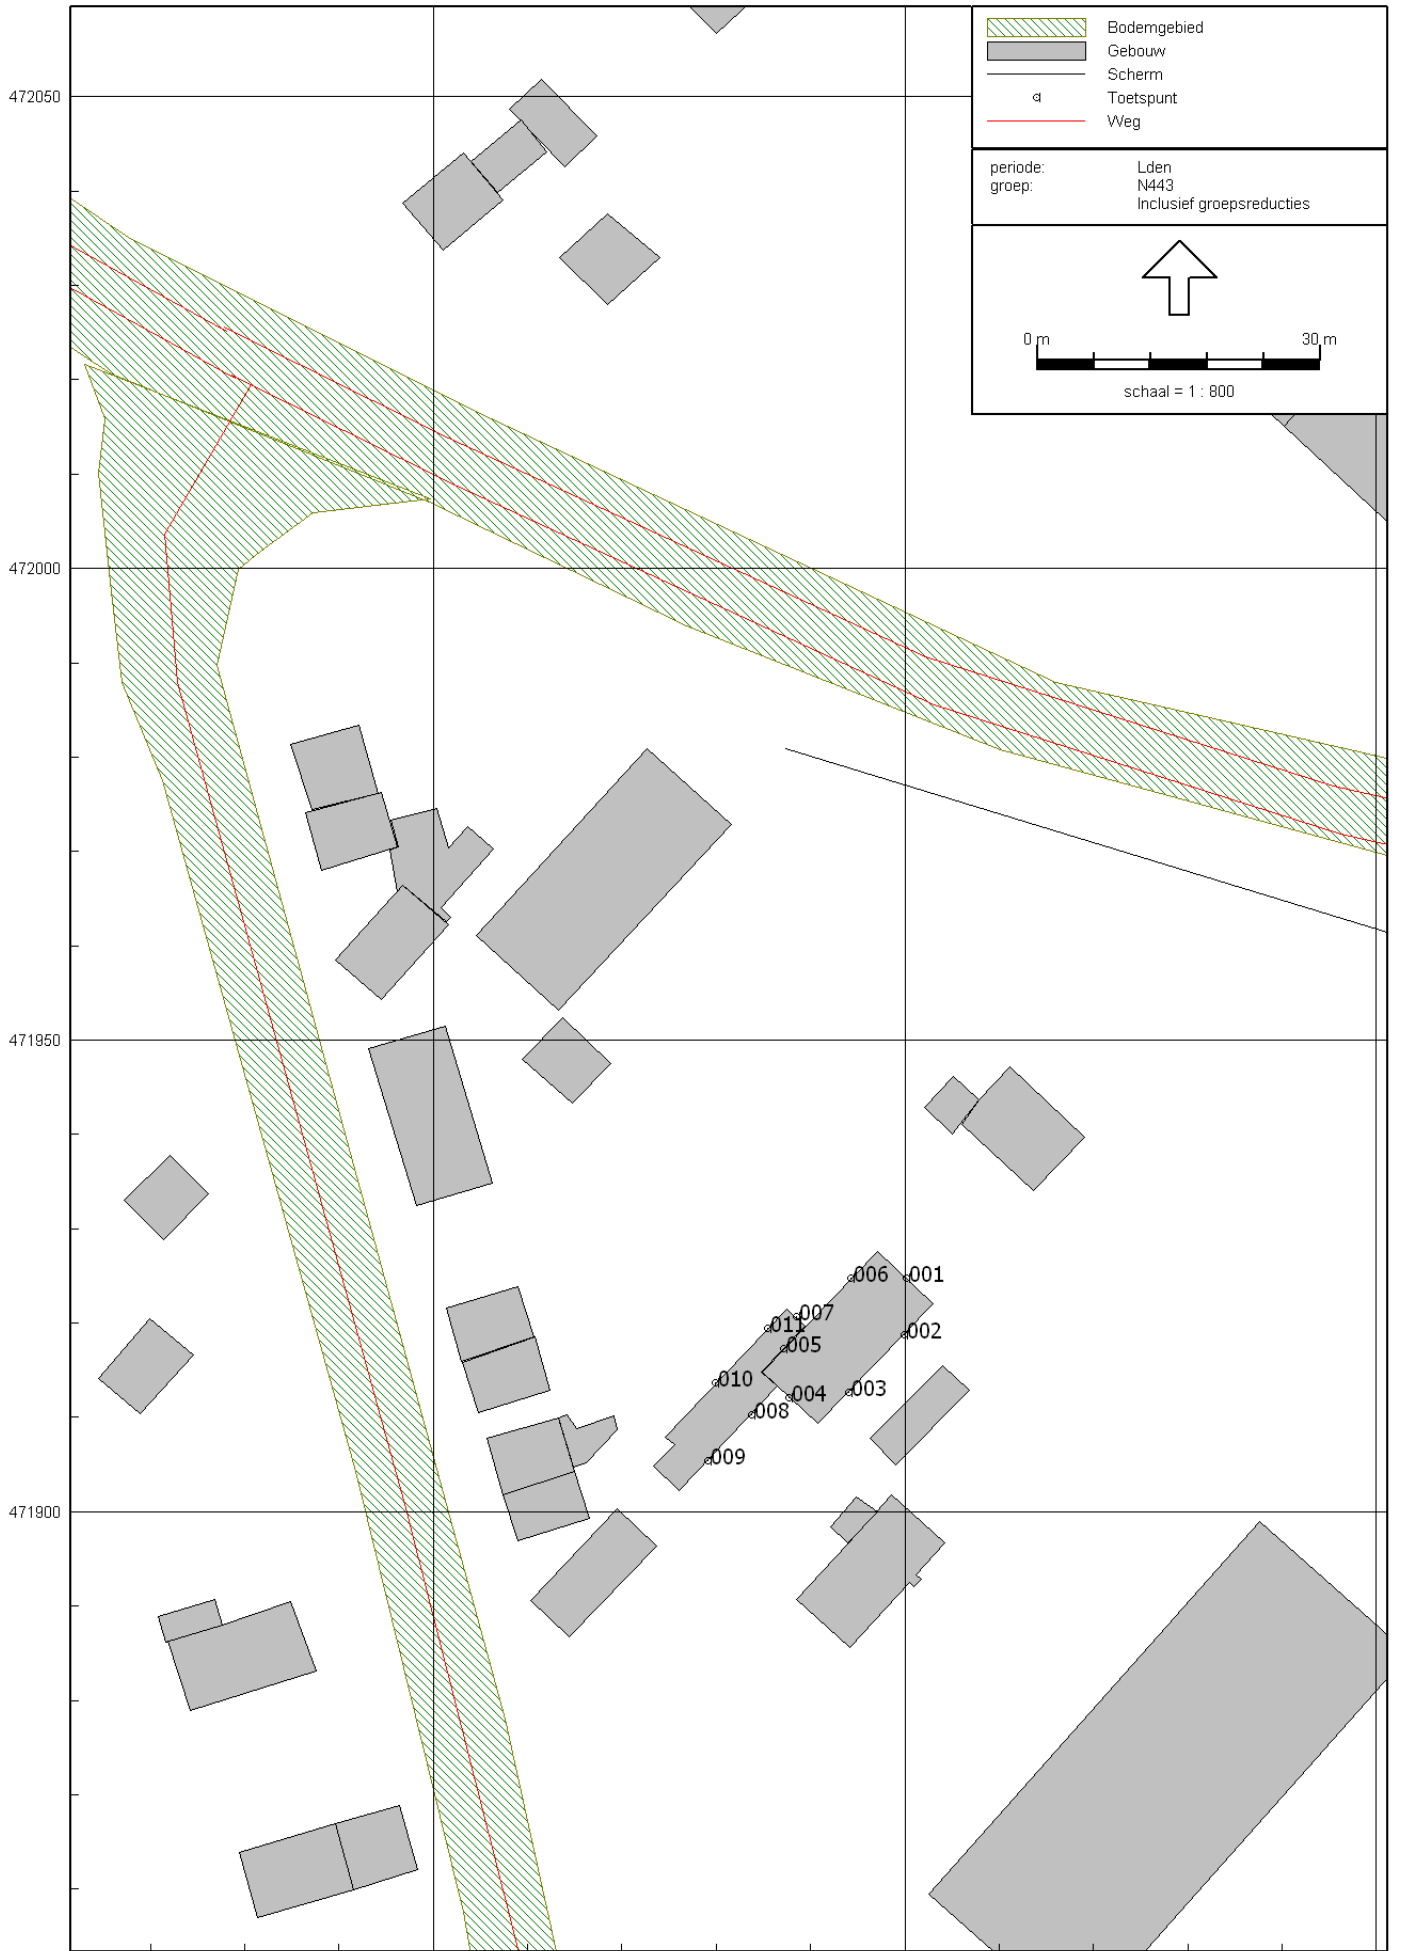 Bodemgebied
Gebouw
Scherm
Toetspunt
Weg
periode: Lden
groep: N443
Inclusief groepsreducties
0 m 30 m
schaal = 1 : 800
472050
472000
471950
471900
006 001
007
011 002
005
010 004 003
008
009